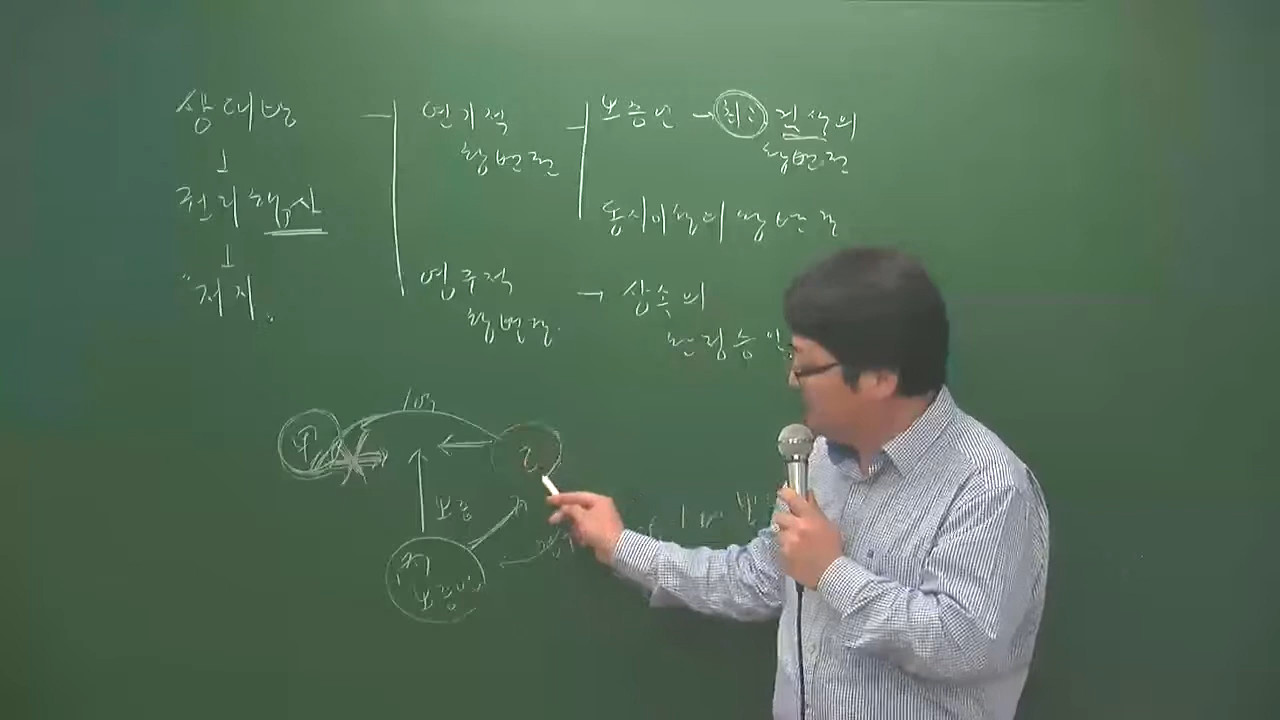 상대방
↓
권리행사
↓
"저지
연기적
항변권
보증인 → 최고 검색의
항변권
동시이행의 항변권
영구적
항변권
→ 상속의
한정승인
甲
10억
乙
보증
丙
보증인